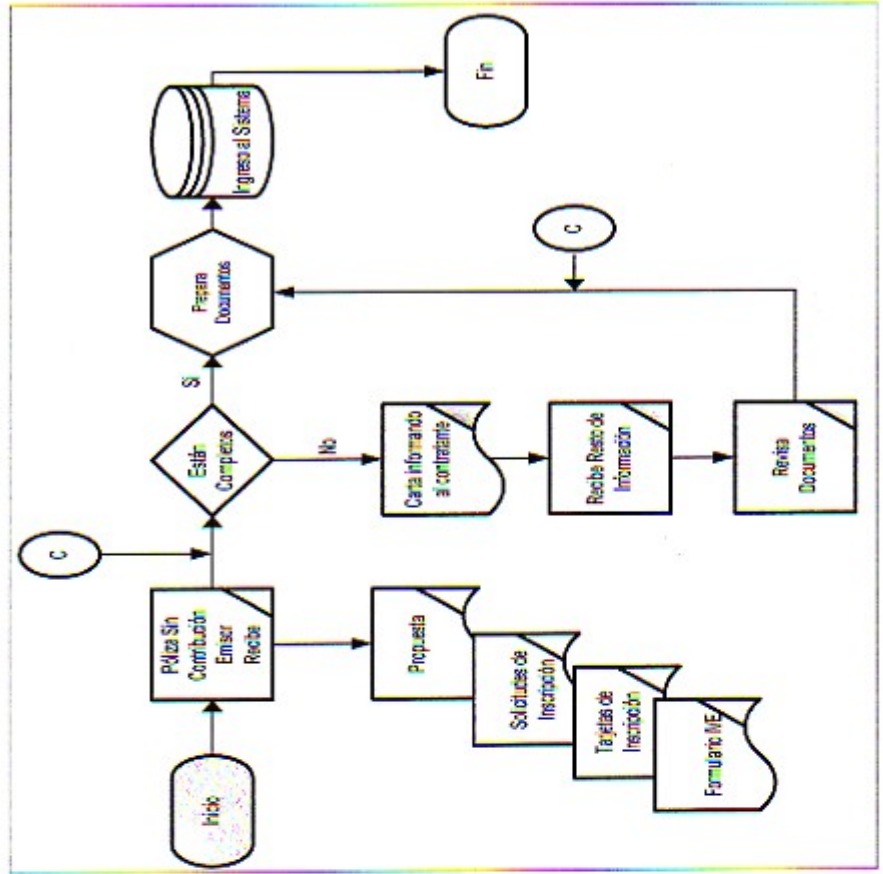 Inicio
Póliza Sin
Contribución
Emisor
Recibe
C
Están
Completos
Si
No
Prepara
Documentos
Ingreso al Sistema
Fin
Propuesta
Solicitudes de
Inscripción
Tarjetas de
Inscripción
Formulario IVE
Carta informando
al contratante
Recibe Resto de
Información
Revisa
Documentos
C